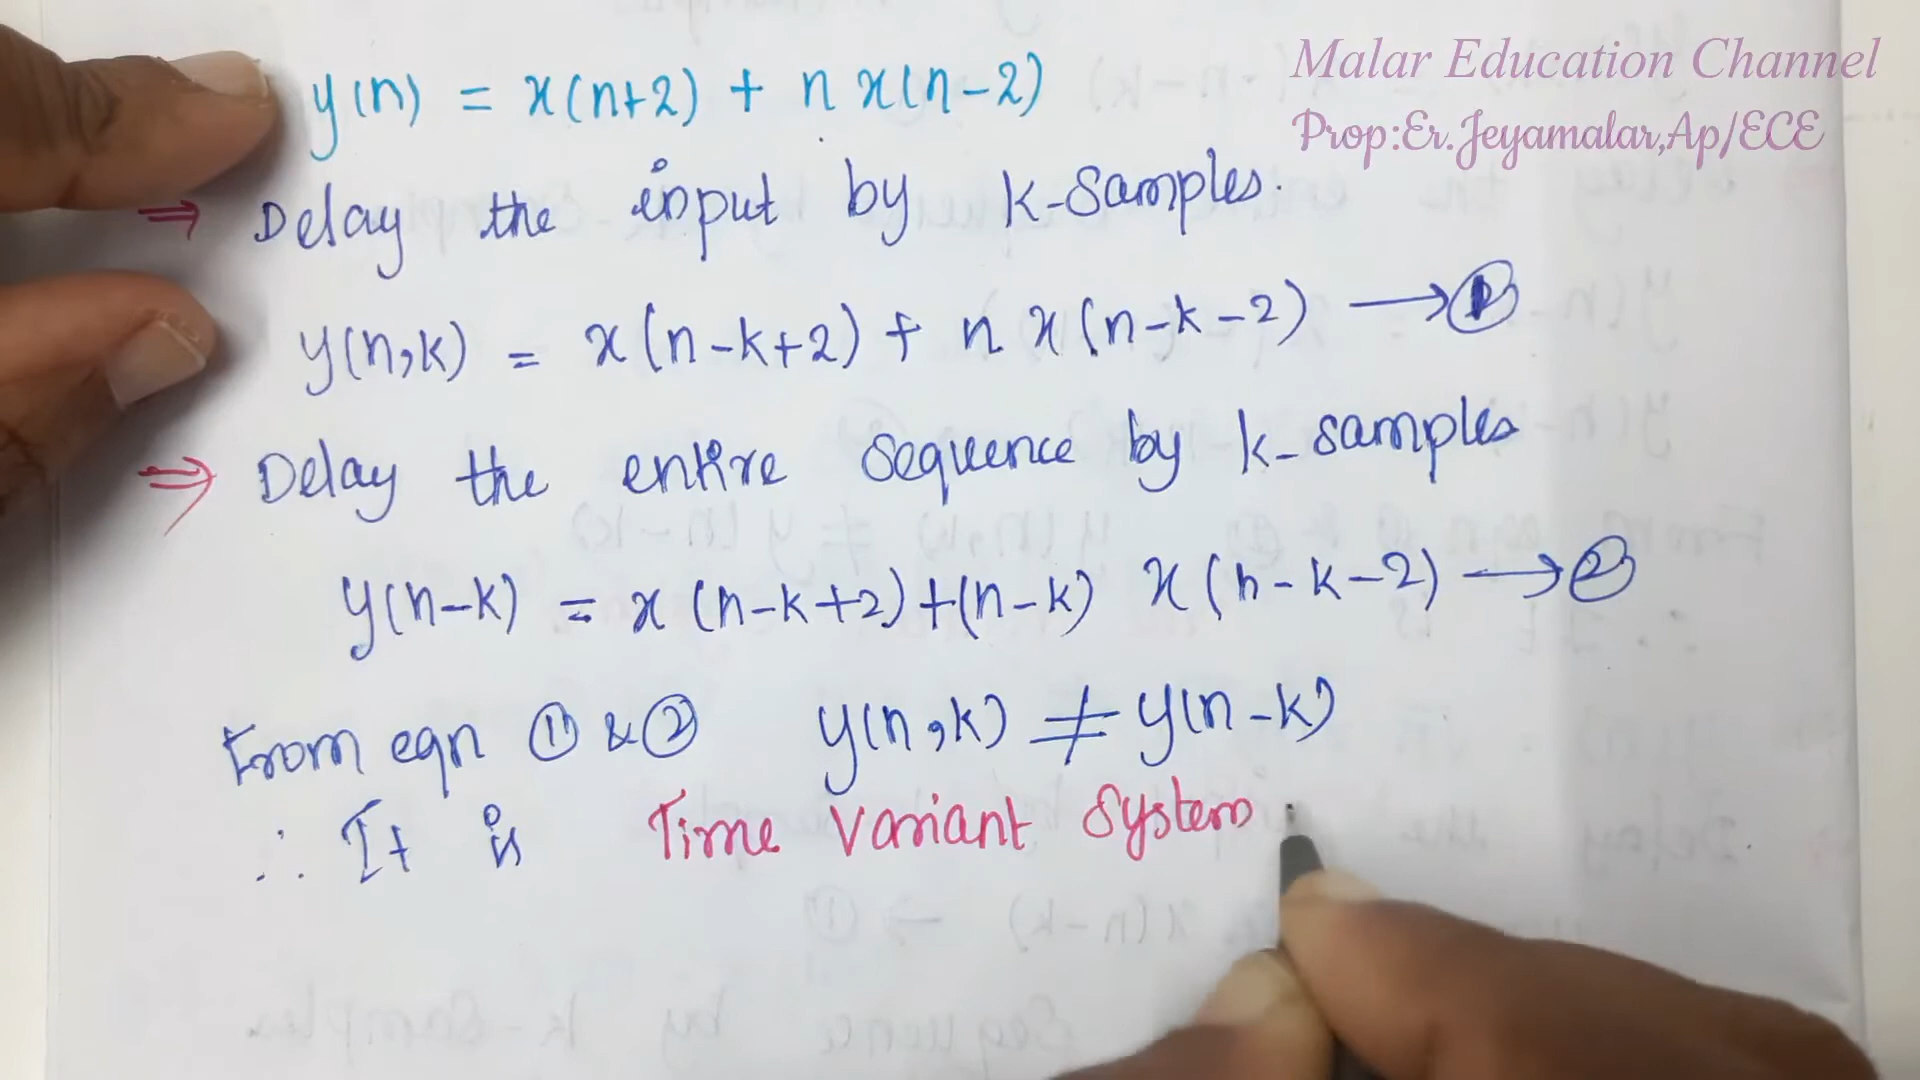 Malar Education Channel
Prop:Er.Jeyamalar,Ap/ECE
y(n) = x(n+2) + n x(n-2)
⇒ Delay the input by k-samples.
y(n,k) = x(n-k+2) + n x(n-k-2) → ①
⇒ Delay the entire sequence by k-samples
y(n-k) = x(n-k+2)+(n-k) x(n-k-2) → ②
From eqn ① & ② y(n,k) ≠ y(n-k)
∴ It is Time Variant System